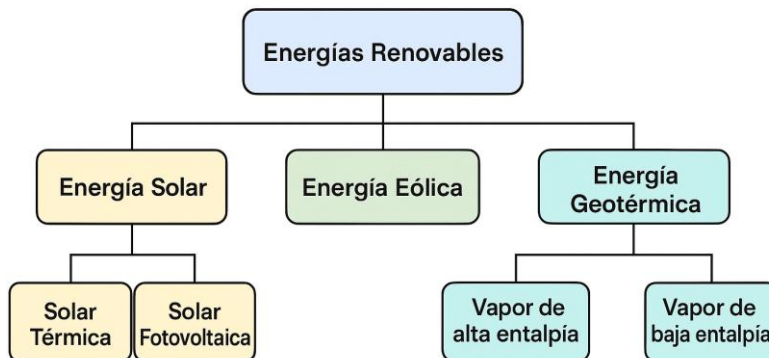 Energías Renovables
Energía Solar
Energía Eólica
Energía
Geotérmica
Solar
Térmica
Solar
Fotovoltaica
Vapor de
alta entalpía
Vapor de
baja entalpía